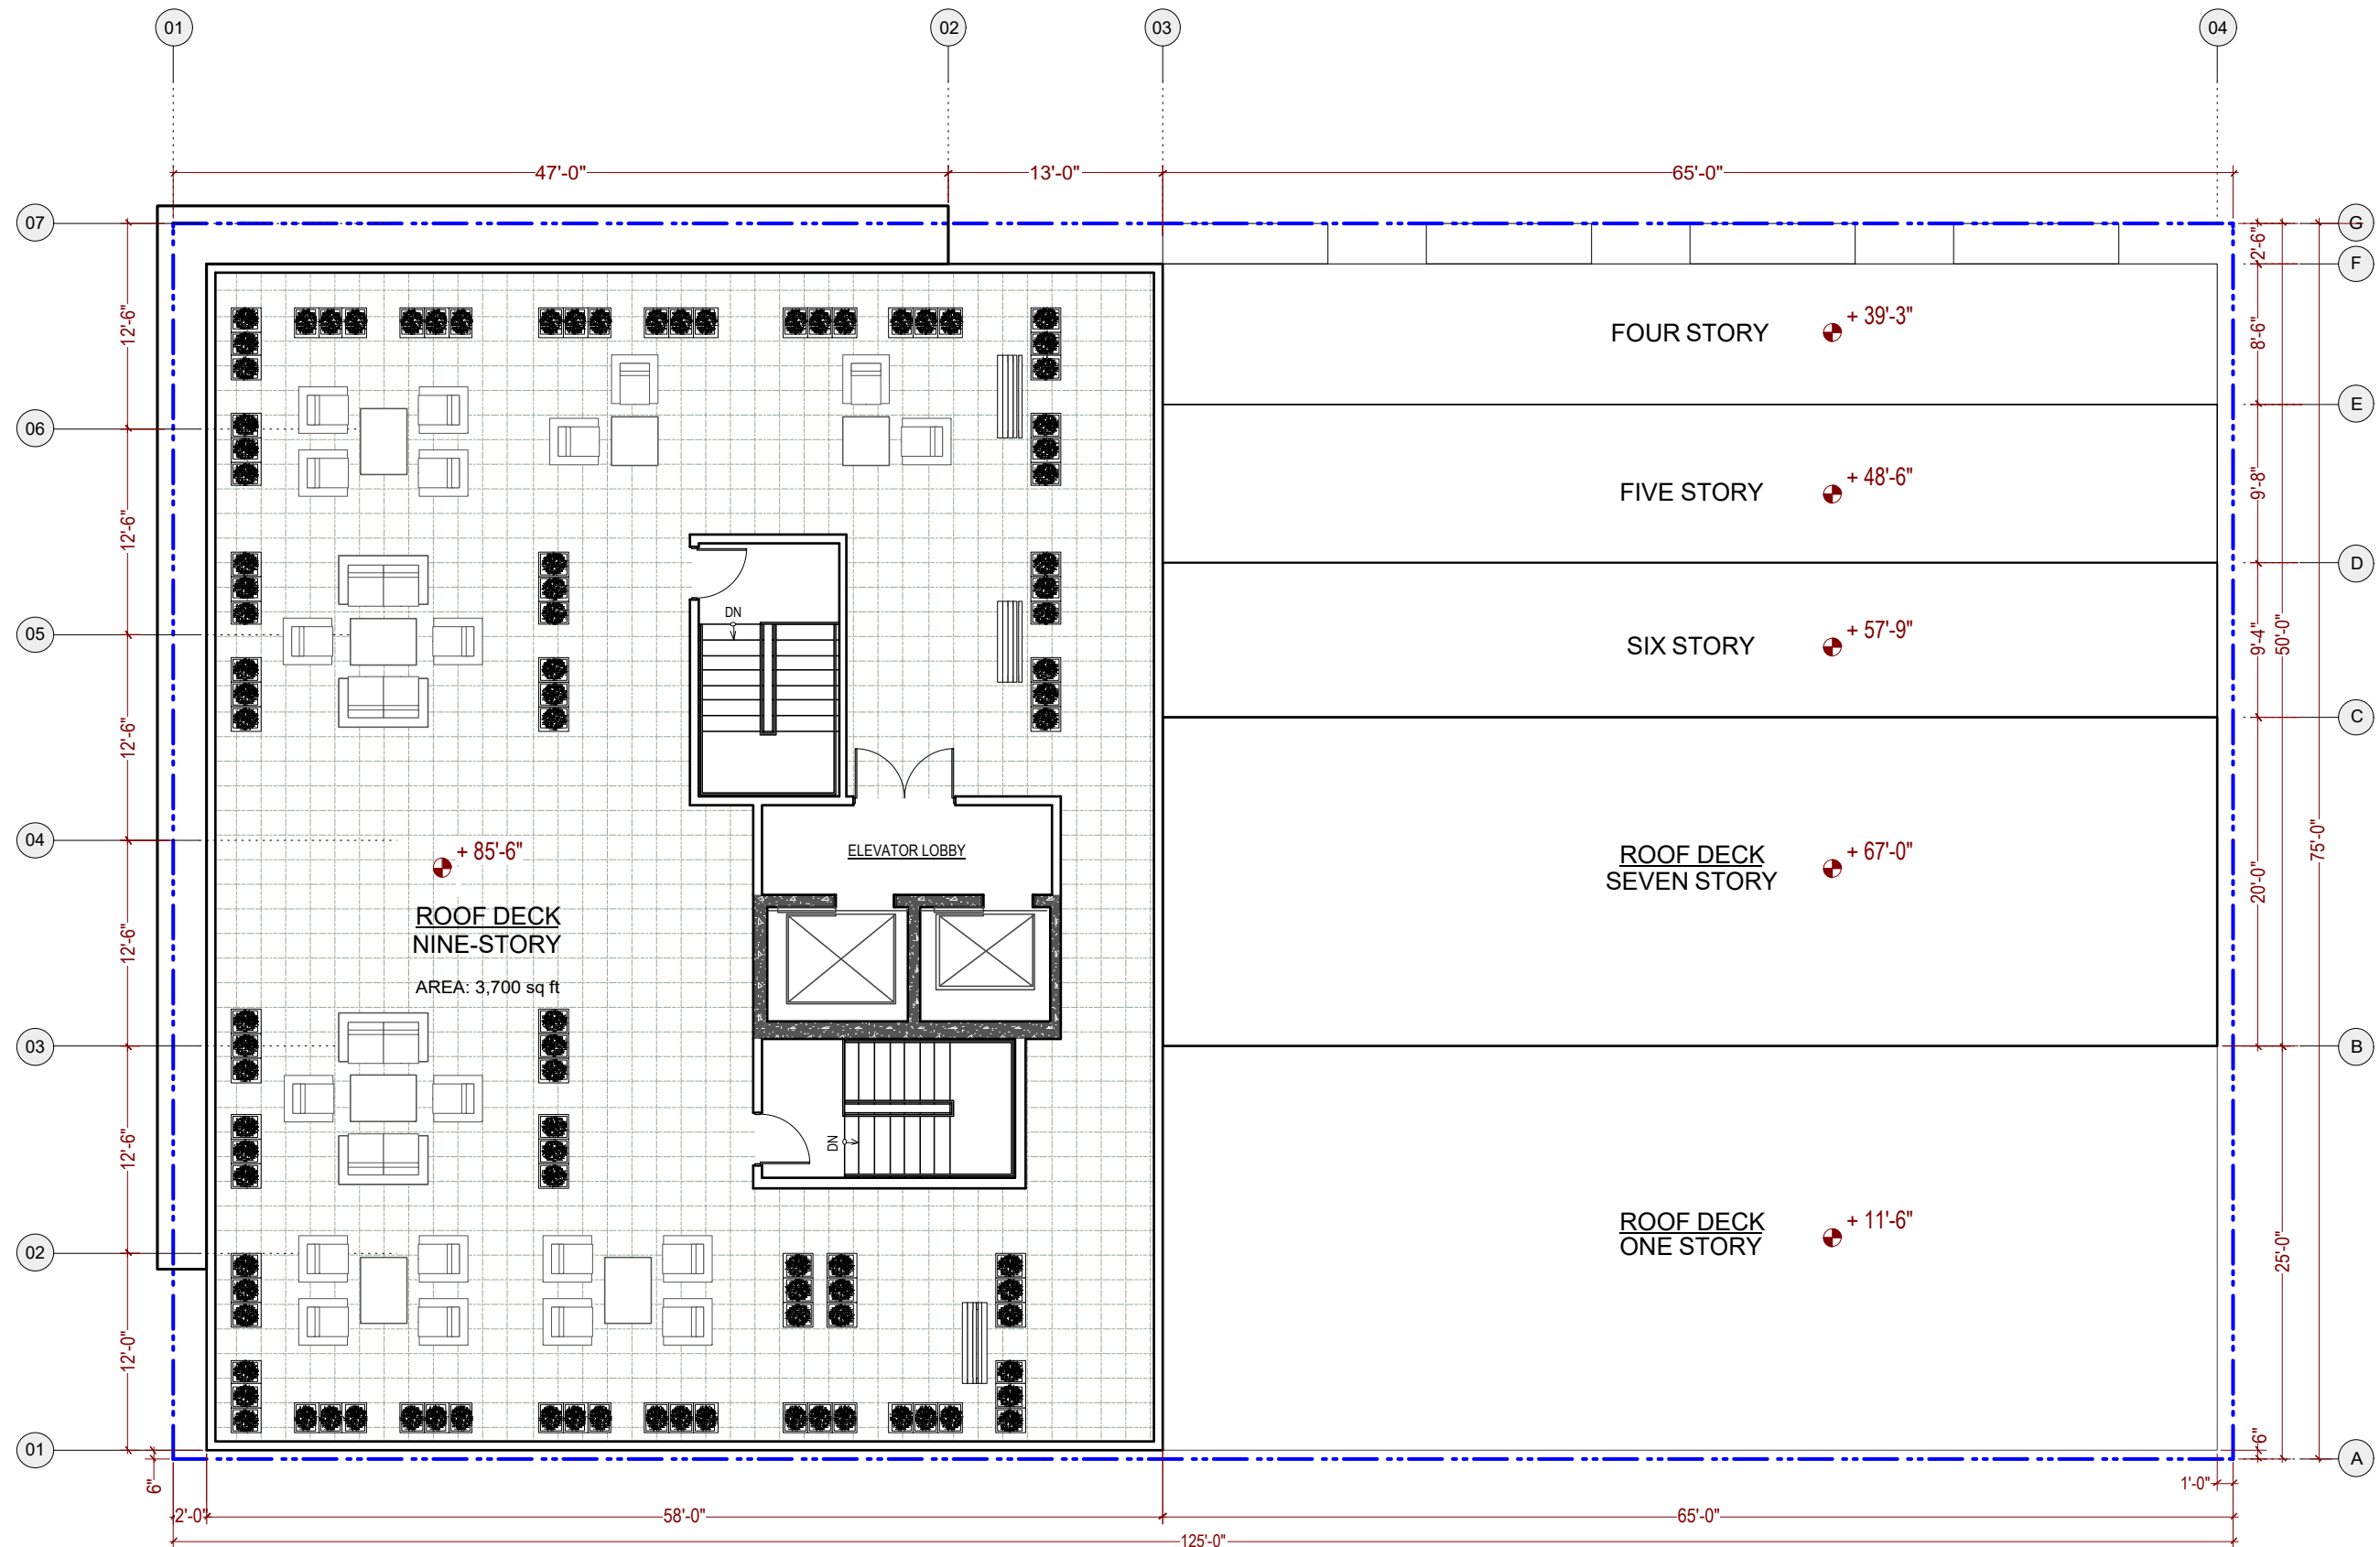 01
02
03
04
47'-0"
13'-0"
65'-0"
07
G
2'-6"
F
12'-6"
FOUR STORY
+ 39'-3"
8'-6"
E
06
FIVE STORY
+ 48'-6"
9'-8"
12'-6"
D
DN
05
SIX STORY
+ 57'-9"
9'-4"
50'-0"
C
12'-6"
04
75'-0"
ELEVATOR LOBBY
+ 85'-6"
ROOF DECK
SEVEN STORY
+ 67'-0"
20'-0"
ROOF DECK
NINE-STORY
12'-6"
AREA: 3,700 sq ft
03
B
12'-6"
DN
ROOF DECK
ONE STORY
+ 11'-6"
02
25'-0"
12'-0"
01
6"
A
6"
1'-0"
2'-0"
58'-0"
65'-0"
125'-0"